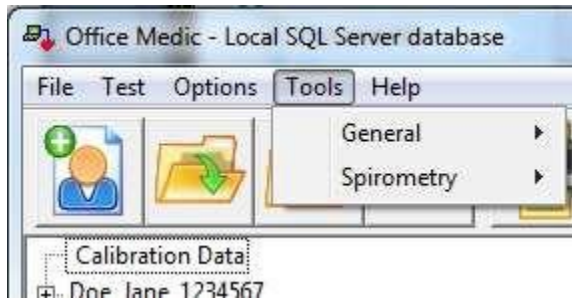 Office Medic - Local SQL Server database
File Test Options Tools Help
General
Spirometry
Calibration Data
Doe, Jane, 1234567